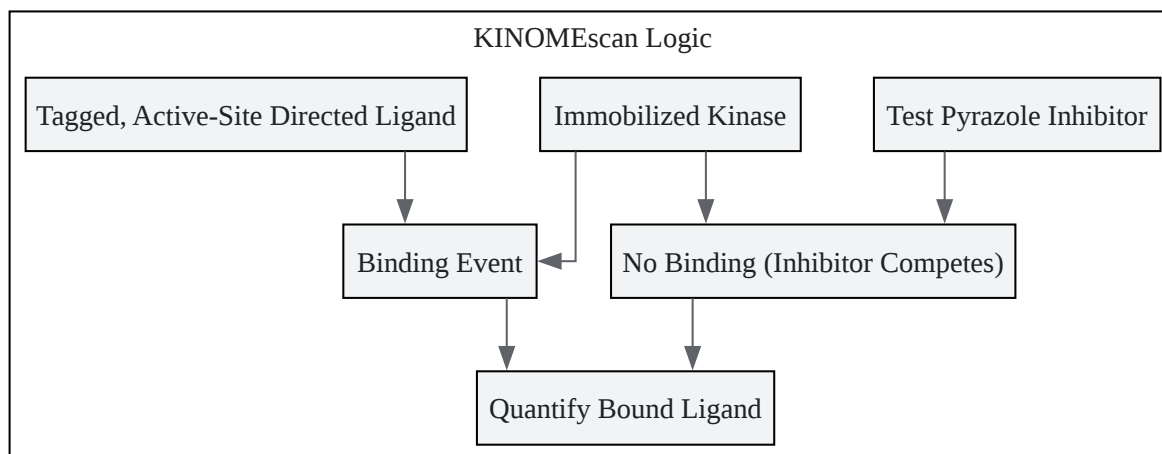 KINOMEscan Logic
Tagged, Active-Site Directed Ligand
Immobilized Kinase
Test Pyrazole Inhibitor
Binding Event
No Binding (Inhibitor Competes)
Quantify Bound Ligand